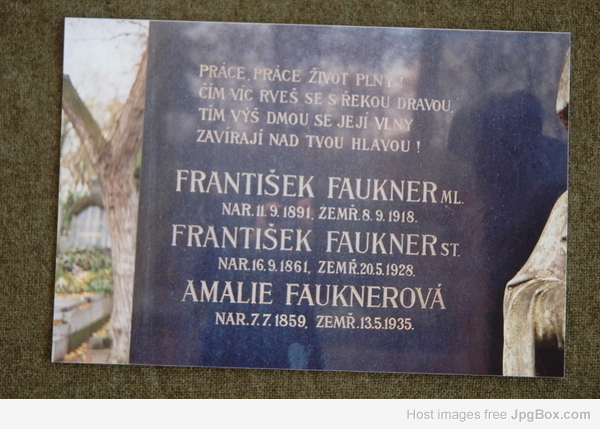 PRÁCE, PRÁCE ŽIVOT PLNÝ!
ČÍM VÍC RVEŠ SE S ŘEKOU DRAVOU,
TÍM VÝŠ DMOU SE JEJÍ VLNY
ZAVÍRAJÍ NAD TVOU HLAVOU!
FRANTIŠEK FAUKNER ML.
NAR. 11. 9. 1891, ZEMŘ. 8. 9. 1918.
FRANTIŠEK FAUKNER ST.
NAR. 16. 9. 1861, ZEMŘ. 20. 5. 1928.
AMALIE FAUKNEROVÁ
NAR. 7. 7. 1859, ZEMŘ. 13. 5. 1935.
Host images free JpgBox.com